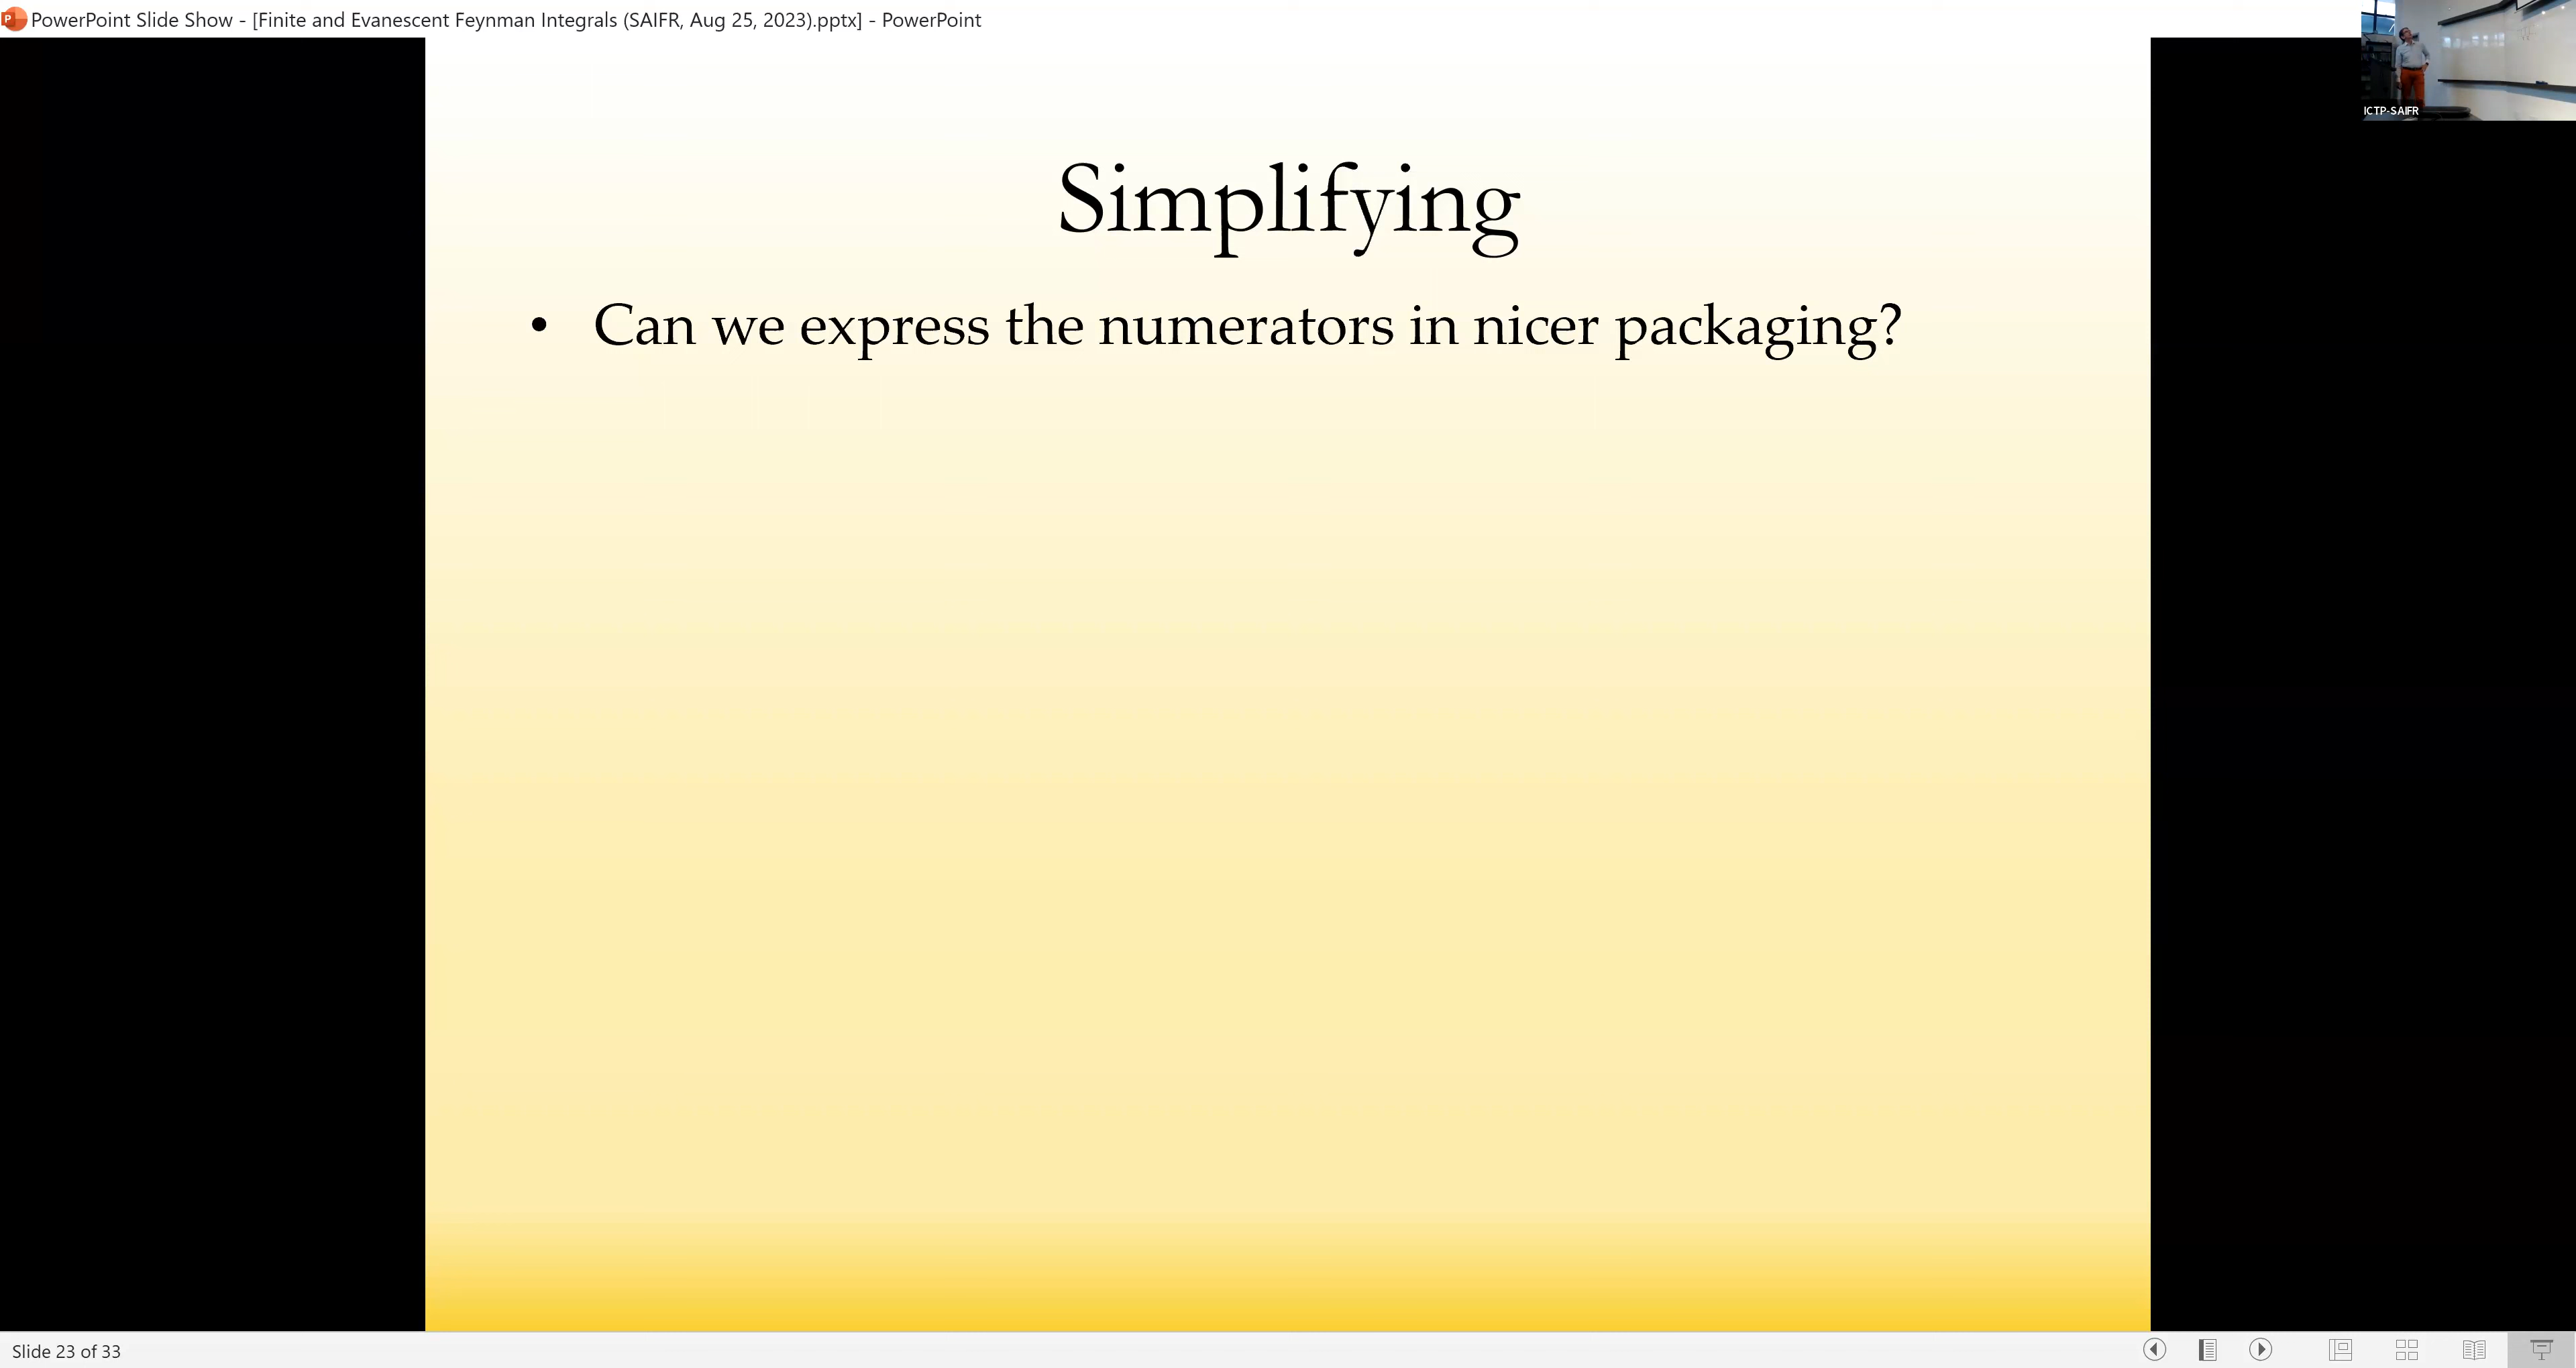 PowerPoint Slide Show - [Finite and Evanescent Feynman Integrals (SAIFR, Aug 25, 2023).pptx] - PowerPoint
ICTP-SAIFR
Simplifying
• Can we express the numerators in nicer packaging?
Slide 23 of 33